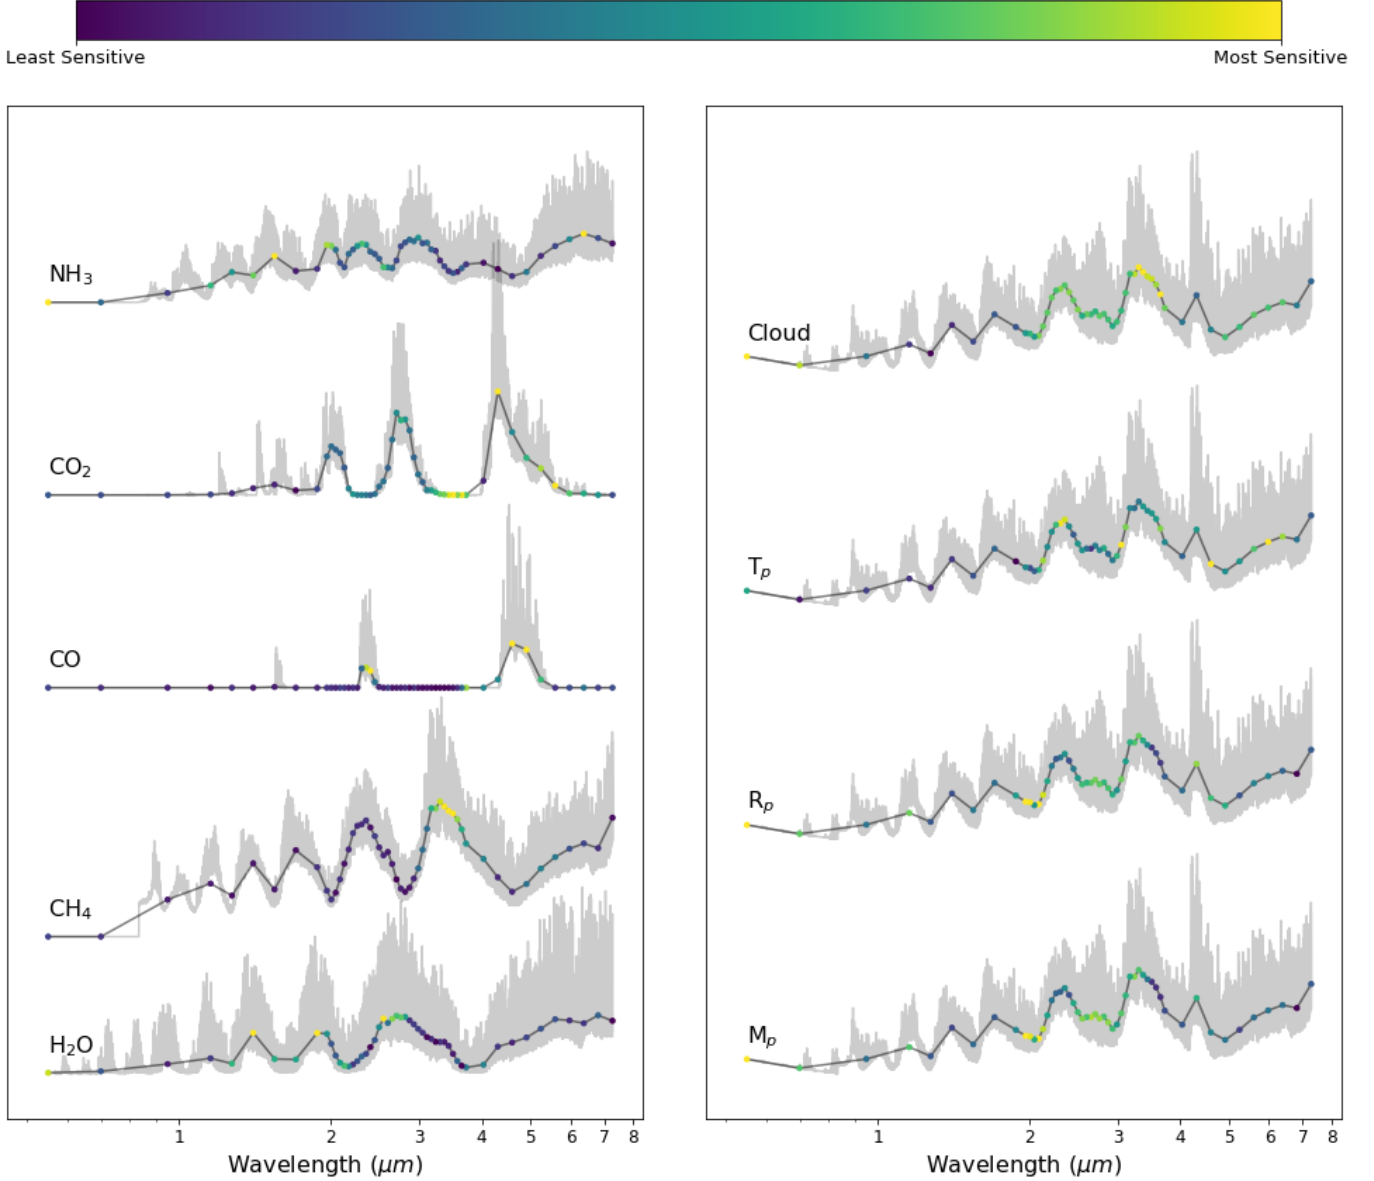 Least Sensitive
Most Sensitive
NH₃
CO₂
CO
CH₄
H₂O
1 2 3 4 5 6 7 8
Wavelength (μm)
Cloud
Tₚ
Rₚ
Mₚ
1 2 3 4 5 6 7 8
Wavelength (μm)